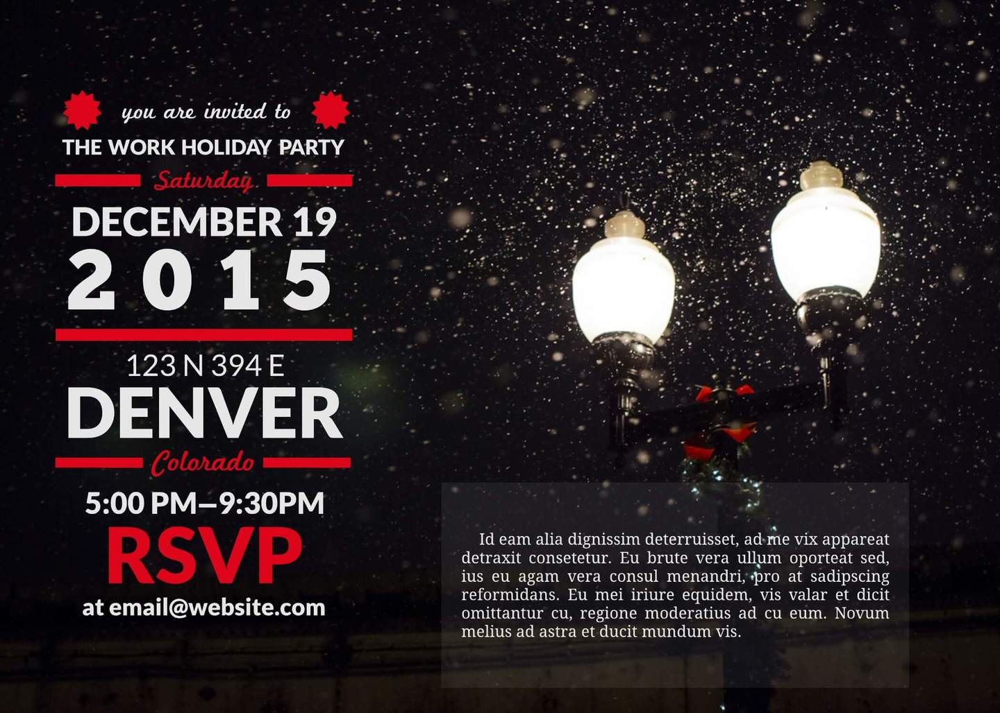 you are invited to
THE WORK HOLIDAY PARTY
Saturday
DECEMBER 19
2015
123 N 394 E
DENVER
Colorado
5:00 PM–9:30PM
RSVP
at email@website.com
Id eam alia dignissim deterruisset, ad me vix appareat
detraxit consetetur. Eu brute vera ullum oporteat sed,
ius eu agam vera consul menandri, pro at sadipscing
reformidans. Eu mei iriure equidem, vis valar et dicit
omittantur cu, regione moderatius ad cu eum. Novum
melius ad astra et ducit mundum vis.